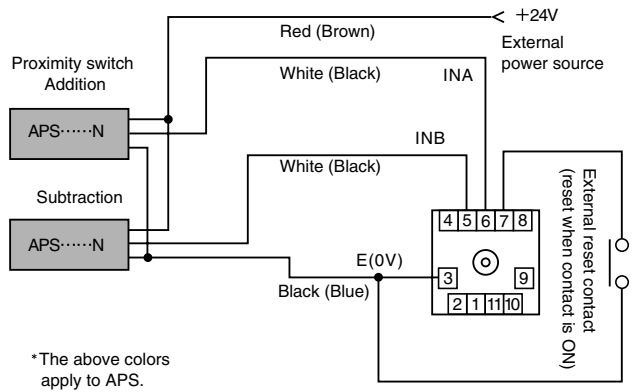 +24V
Red (Brown)
External
power source
Proximity switch
Addition
White (Black)
INA
APS······N
INB
White (Black)
Subtraction
APS······N
4 5 6 7 8
E(0V)
3
9
Black (Blue)
2 1 11 10
External reset contact
(reset when contact is ON)
*The above colors
apply to APS.